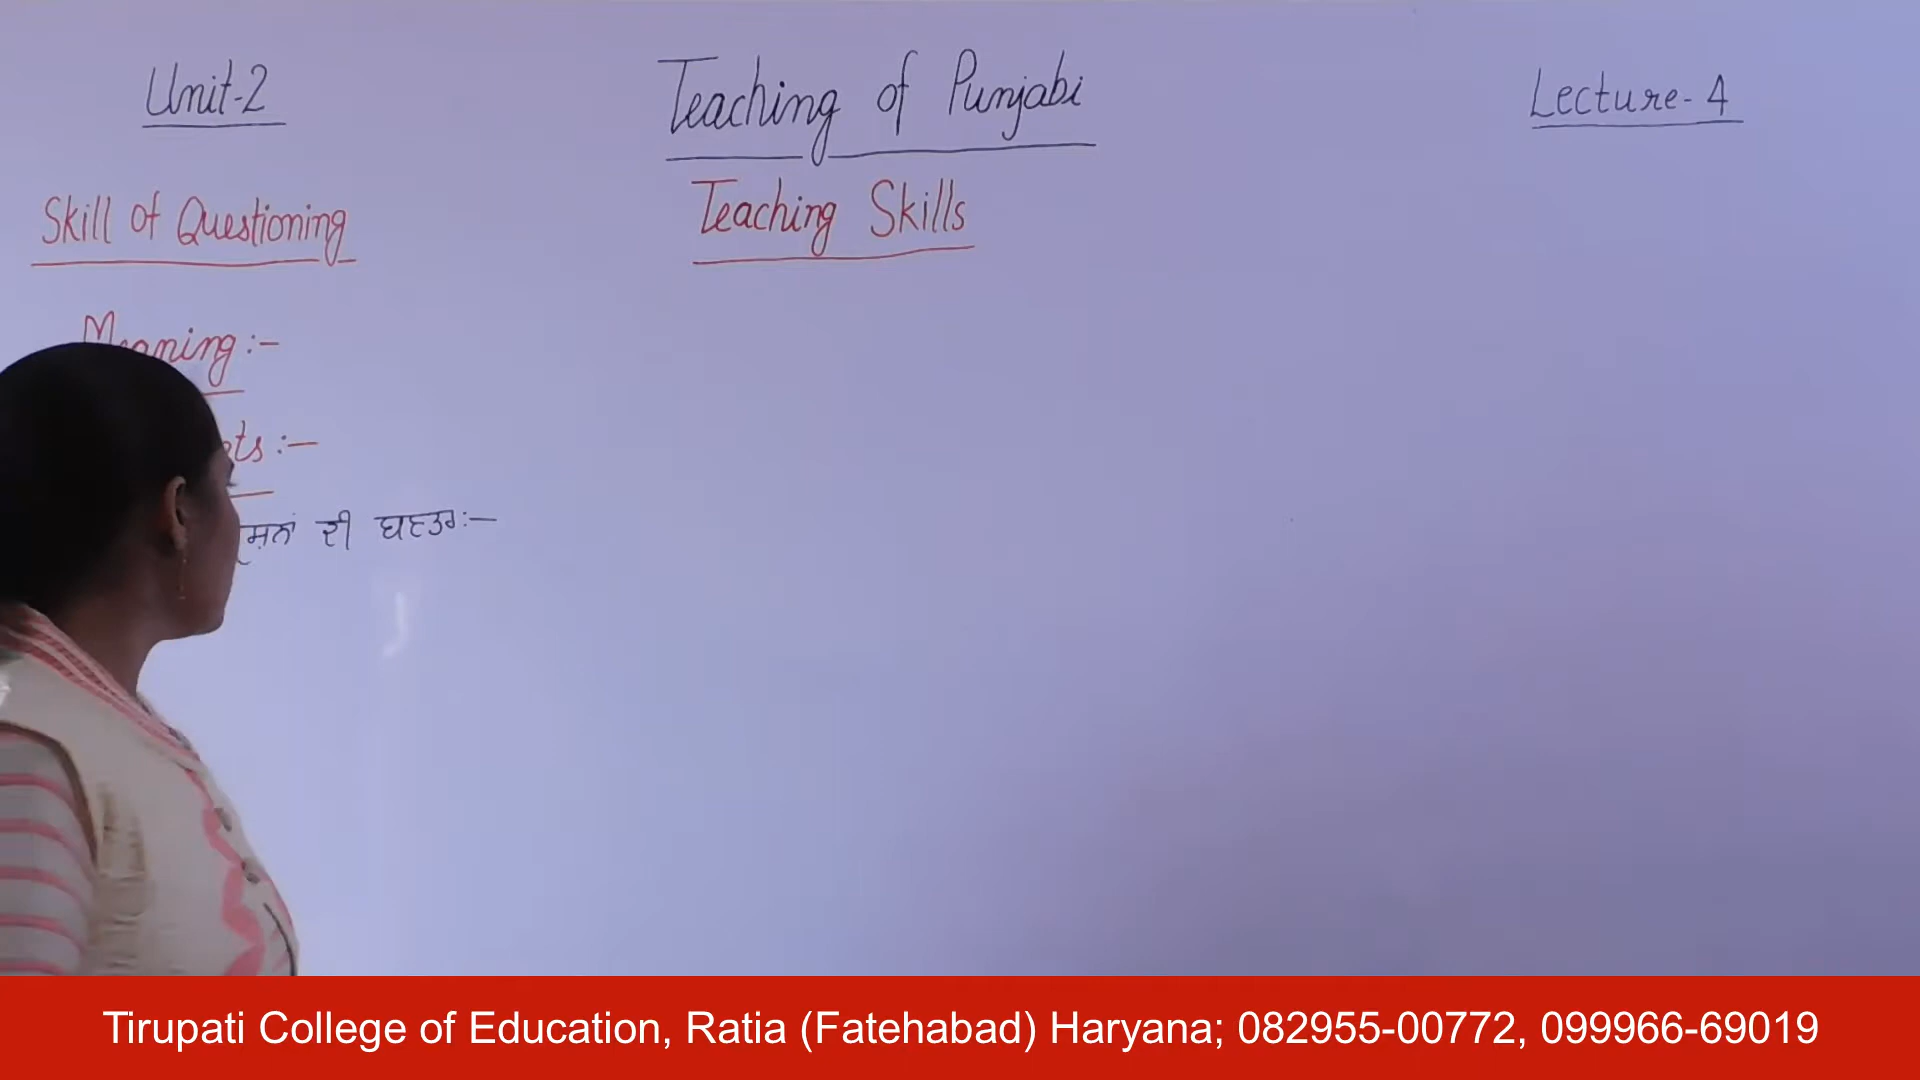 Unit-2
Teaching of Punjabi
Lecture-4
Skill of Questioning
Teaching Skills
Meaning:-
ਦੀ ਬਣਤਰ:-
Tirupati College of Education, Ratia (Fatehabad) Haryana; 082955-00772, 099966-69019